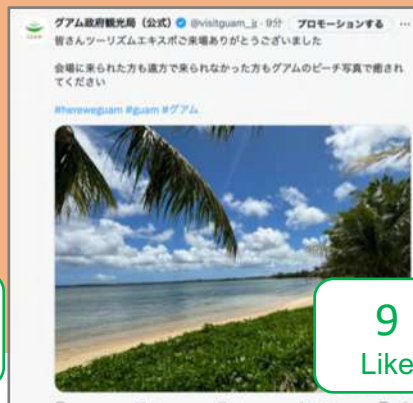 グアム政府観光局（公式） @visitguam_jp · 9分 プロモーションする …
皆さんツーリズムエキスポご来場ありがとうございました
会場に来られた方も遠方で来られなかった方もグアムのビーチ写真で癒され
てください
#hereweguam #guam #グアム
9
Like